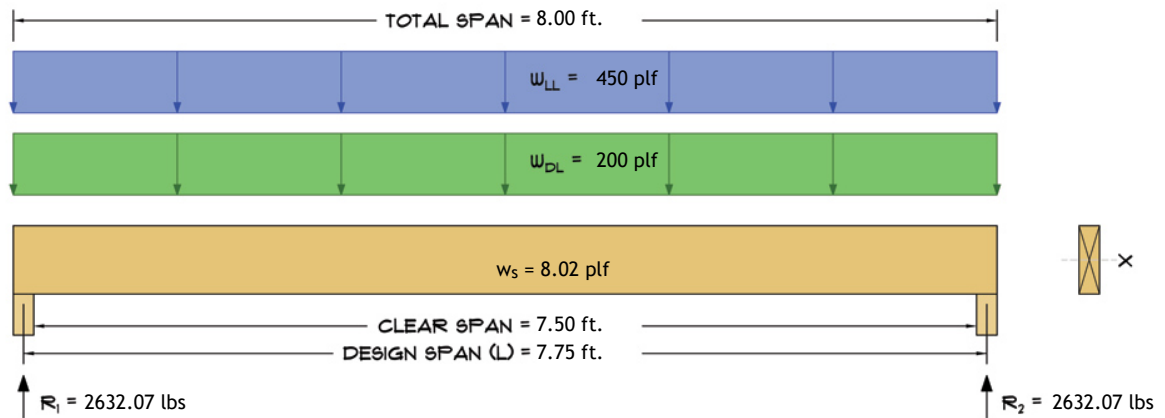 TOTAL SPAN = 8.00 ft.
WLL = 450 plf
WDL = 200 plf
ws = 8.02 plf
X
CLEAR SPAN = 7.50 ft.
DESIGN SPAN (L) = 7.75 ft.
R1 = 2632.07 lbs
R2 = 2632.07 lbs